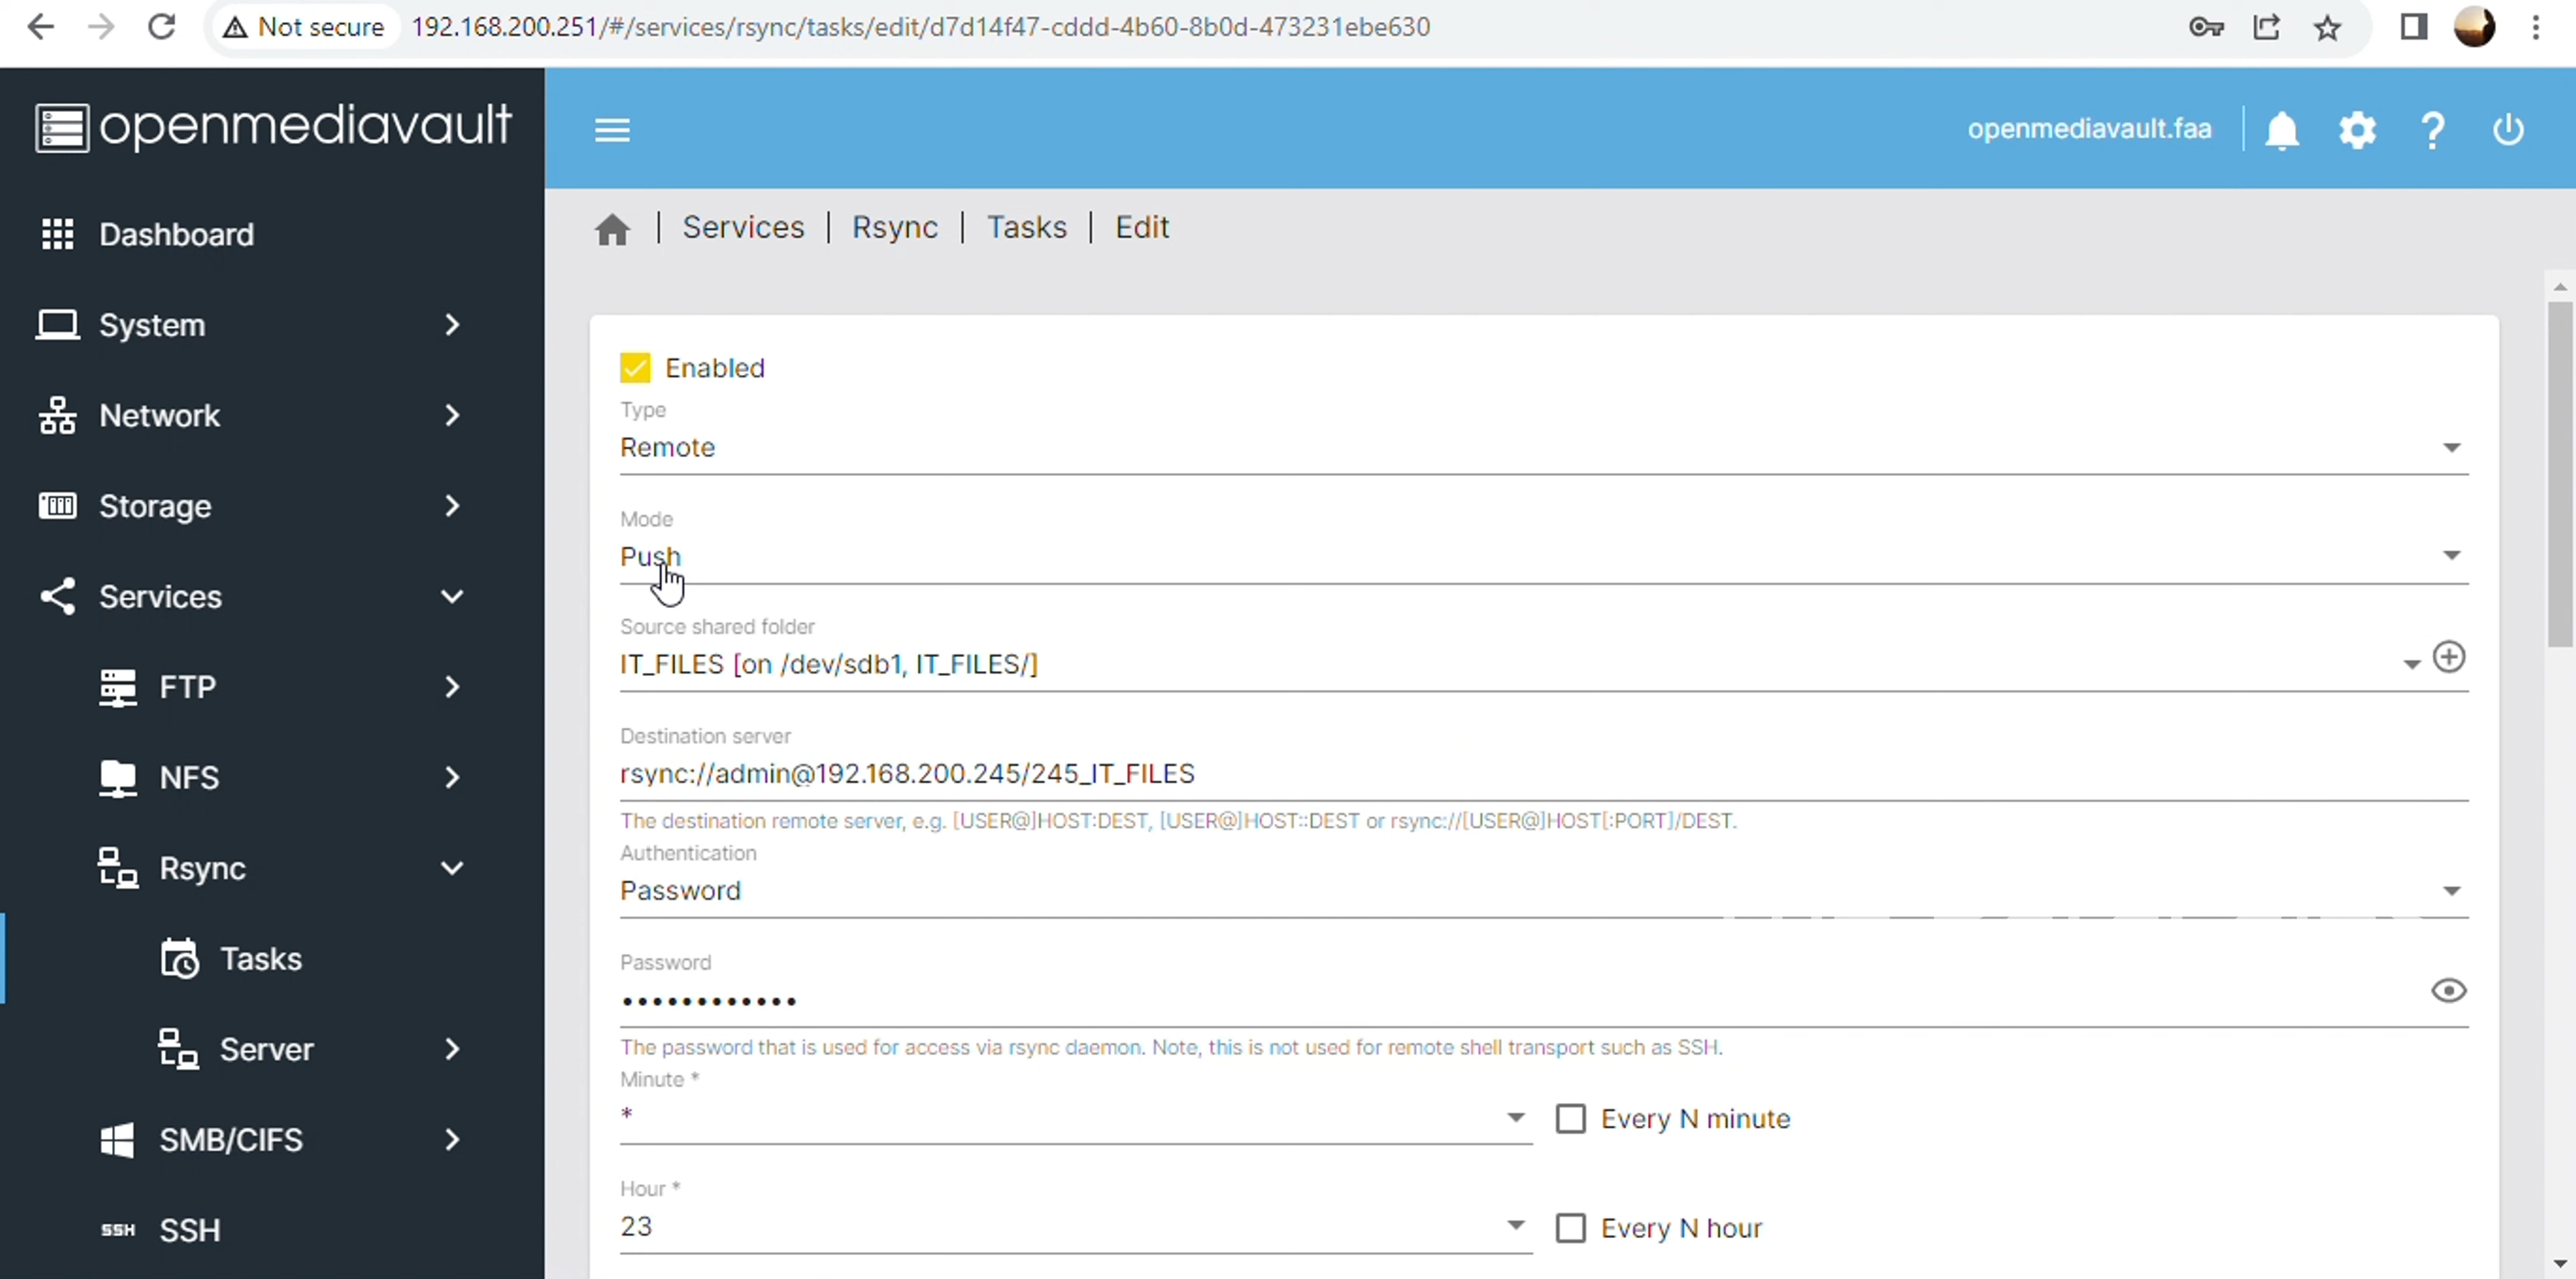 Not secure 192.168.200.251/#/services/rsync/tasks/edit/d7d14f47-cddd-4b60-8b0d-473231ebe630
openmediavault
openmediavault.faa
Dashboard
System
Network
Storage
Services
FTP
NFS
Rsync
Tasks
Server
SMB/CIFS
SSH SSH
Services | Rsync | Tasks | Edit
Enabled
Type
Remote
Mode
Push
Source shared folder
IT_FILES [on /dev/sdb1, IT_FILES/]
Destination server
rsync://admin@192.168.200.245/245_IT_FILES
The destination remote server, e.g. [USER@]HOST:DEST, [USER@]HOST::DEST or rsync://[USER@]HOST[:PORT]/DEST.
Authentication
Password
Password
••••••••••••
The password that is used for access via rsync daemon. Note, this is not used for remote shell transport such as SSH.
Minute *
*
Every N minute
Hour *
23
Every N hour